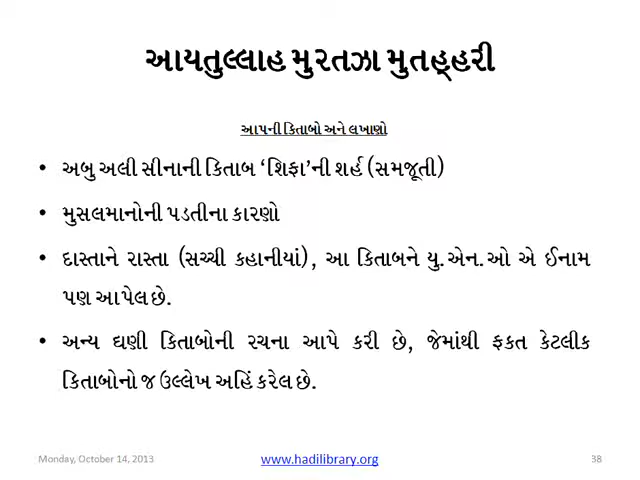 આયતુલ્લાહ મુરતઝા મુતહ્હરી
આપની કિતાબો અને લખાણો
• અબુ અલી સીનાની કિતાબ ‘શિફા’ની શર્હ (સમજૂતી)
• મુસલમાનોની પડતીના કારણો
• દાસ્તાને રાસ્તા (સચ્ચી કહાનીયાં), આ કિતાબને યુ.એન.ઓ એ ઈનામ
પણ આપેલ છે.
• અન્ય ઘણી કિતાબોની રચના આપે કરી છે, જેમાંથી ફકત કેટલીક
કિતાબોનો જ ઉલ્લેખ અહિં કરેલ છે.
Monday, October 14, 2013
www.hadilibrary.org
38